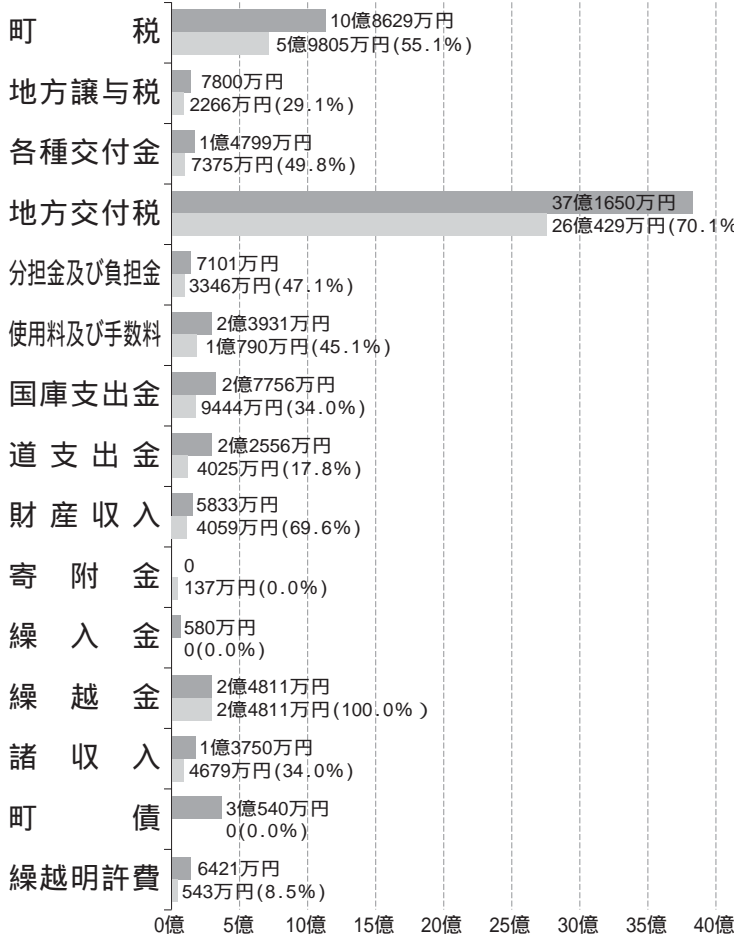 町税
10億8629万円
5億9805万円(55.1%)
地方譲与税
7800万円
2266万円(29.1%)
各種交付金
1億4799万円
7375万円(49.8%)
地方交付税
37億1650万円
26億429万円(70.1%
分担金及び負担金
7101万円
3346万円(47.1%)
使用料及び手数料
2億3931万円
1億790万円(45.1%)
国庫支出金
2億7756万円
9444万円(34.0%)
道支出金
2億2556万円
4025万円(17.8%)
財産収入
5833万円
4059万円(69.6%)
寄附金
0
137万円(0.0%)
繰入金
580万円
0(0.0%)
繰越金
2億4811万円
2億4811万円(100.0%)
諸収入
1億3750万円
4679万円(34.0%)
町債
3億540万円
0(0.0%)
繰越明許費
6421万円
543万円(8.5%)
0億 5億 10億 15億 20億 25億 30億 35億 40億